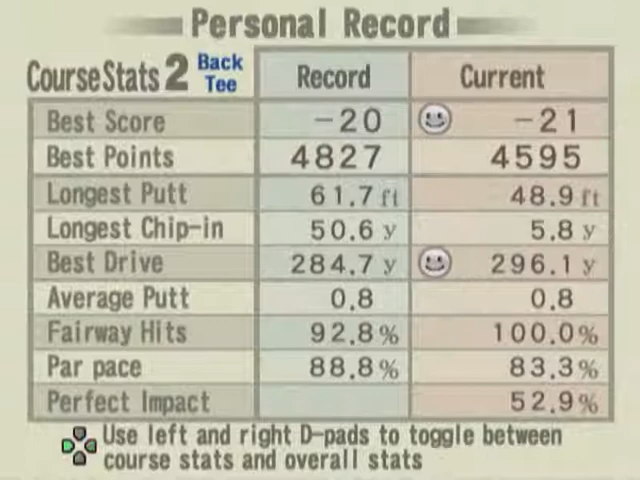 Personal Record
Course Stats 2 Back Tee Record Current
Best Score -20 -21
Best Points 4827 4595
Longest Putt 61.7 ft 48.9 ft
Longest Chip-in 50.6 y 5.8 y
Best Drive 284.7 y 296.1 y
Average Putt 0.8 0.8
Fairway Hits 92.8% 100.0%
Par pace 88.8% 83.3%
Perfect Impact 52.9%
Use left and right D-pads to toggle between
course stats and overall stats